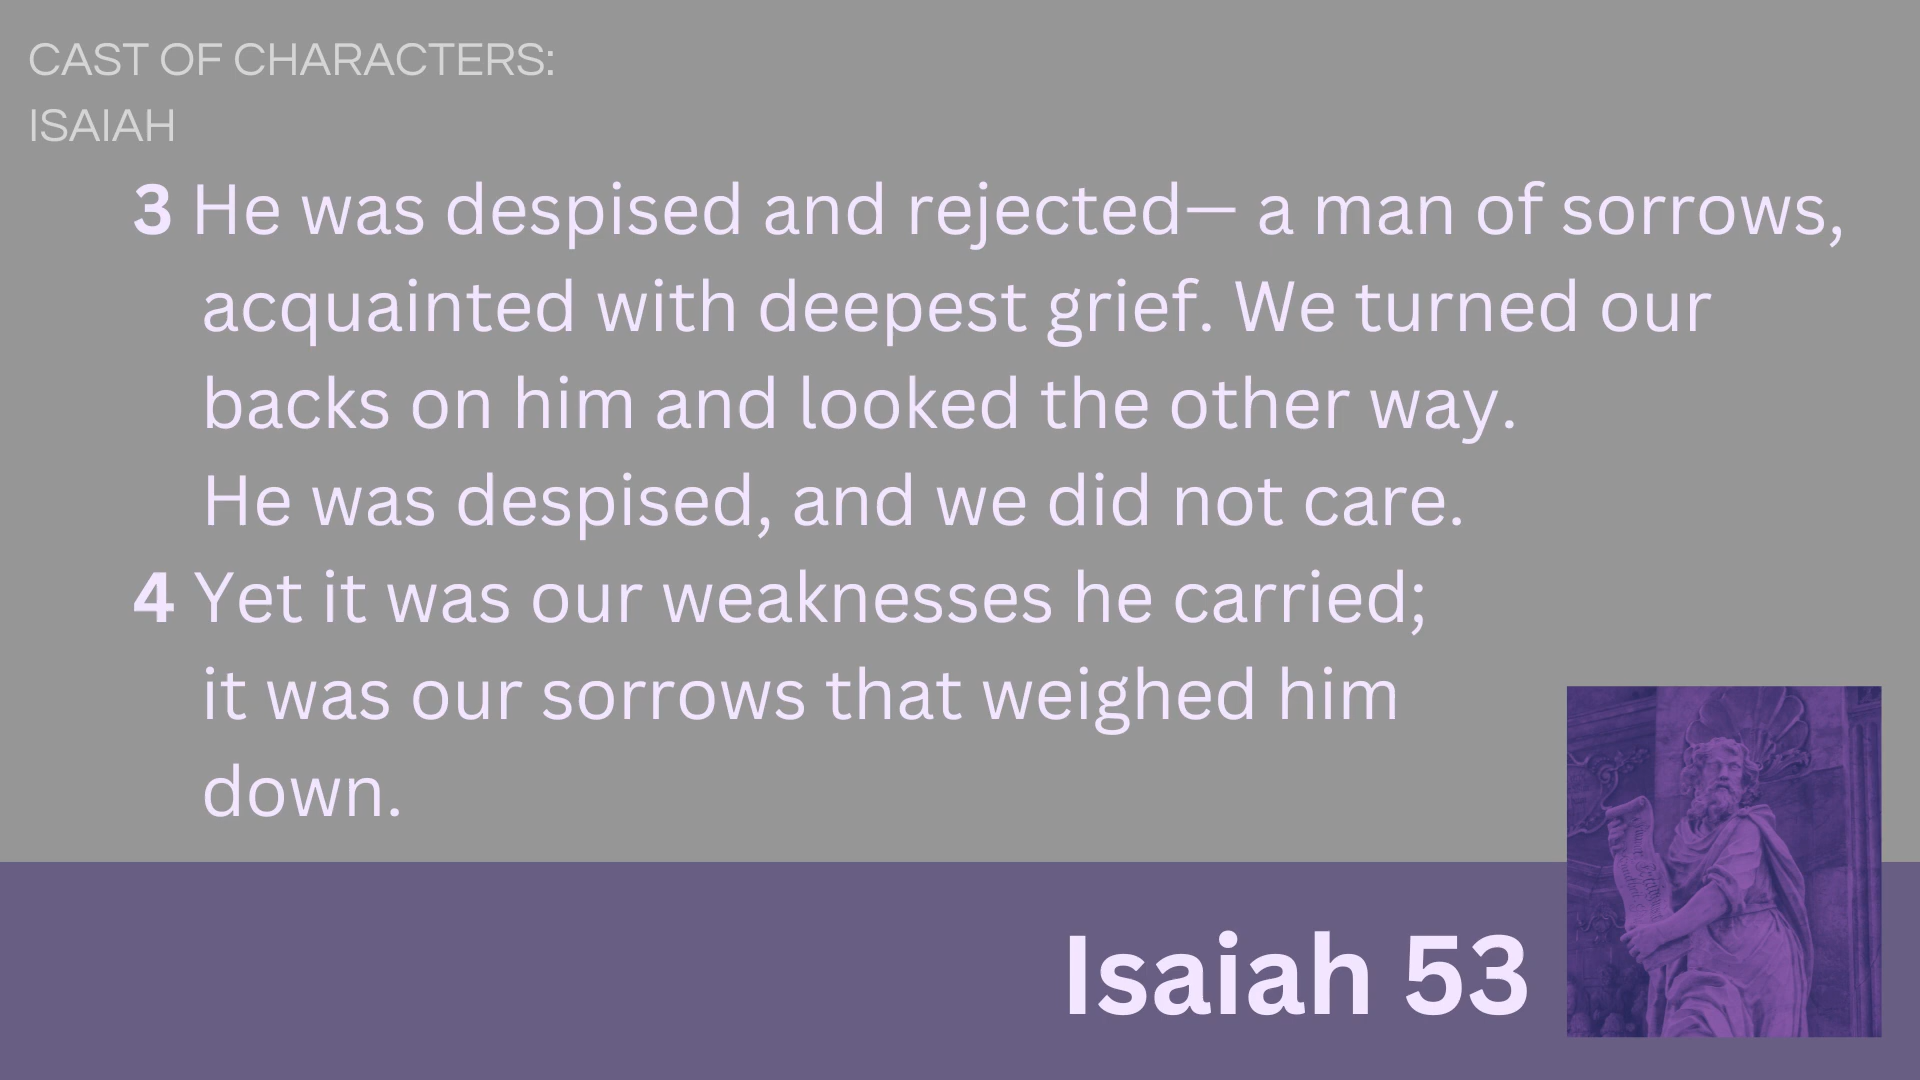 CAST OF CHARACTERS:
ISAIAH
3 He was despised and rejected— a man of sorrows,
acquainted with deepest grief. We turned our
backs on him and looked the other way.
He was despised, and we did not care.
4 Yet it was our weaknesses he carried;
it was our sorrows that weighed him
down.
Isaiah 53